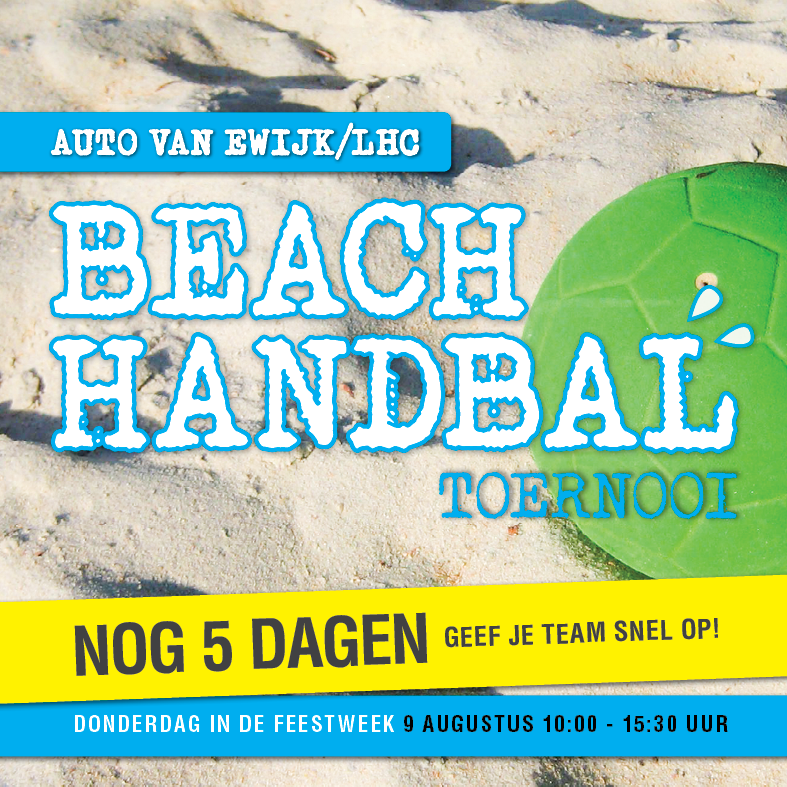 AUTO VAN EWIJK/LHC
BEACH
HANDBAL
TOERNOOI
NOG 5 DAGEN GEEF JE TEAM SNEL OP!
DONDERDAG IN DE FEESTWEEK 9 AUGUSTUS 10:00 - 15:30 UUR